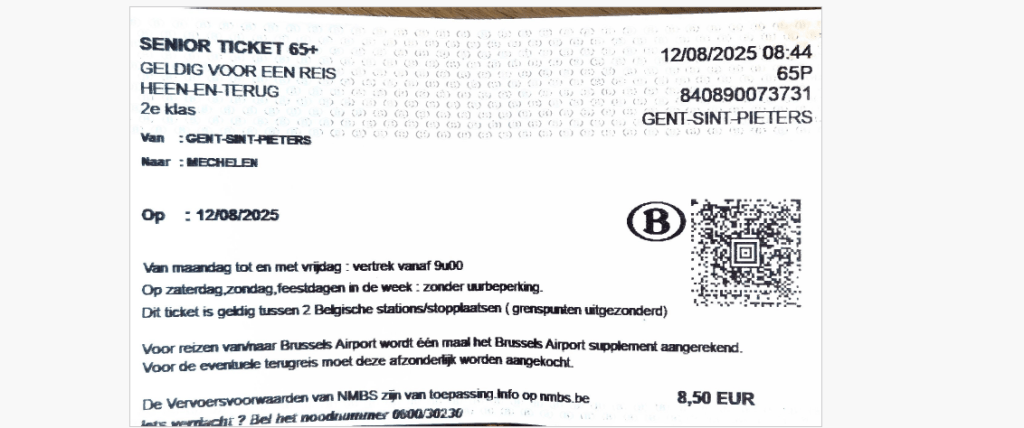 SENIOR TICKET 65+
12/08/2025 08:44
GELDIG VOOR EEN REIS
65P
HEEN-EN-TERUG
840890073731
2e klas
GENT-SINT-PIETERS
Van : GENT-SINT-PIETERS
Naar : MECHELEN
Op : 12/08/2025
B
Van maandag tot en met vrijdag : vertrek vanaf 9u00
Op zaterdag,zondag,feestdagen in de week : zonder uurbeperking.
Dit ticket is geldig tussen 2 Belgische stations/stopplaatsen ( grenspunten uitgezonderd)
Voor reizen van/naar Brussels Airport wordt één maal het Brussels Airport supplement aangerekend.
Voor de eventuele terugreis moet deze afzonderlijk worden aangekocht.
De Vervoersvoorwaarden van NMBS zijn van toepassing.Info op nmbs.be
8,50 EUR
Iets verdacht ? Bel het noodnummer 0800/30230